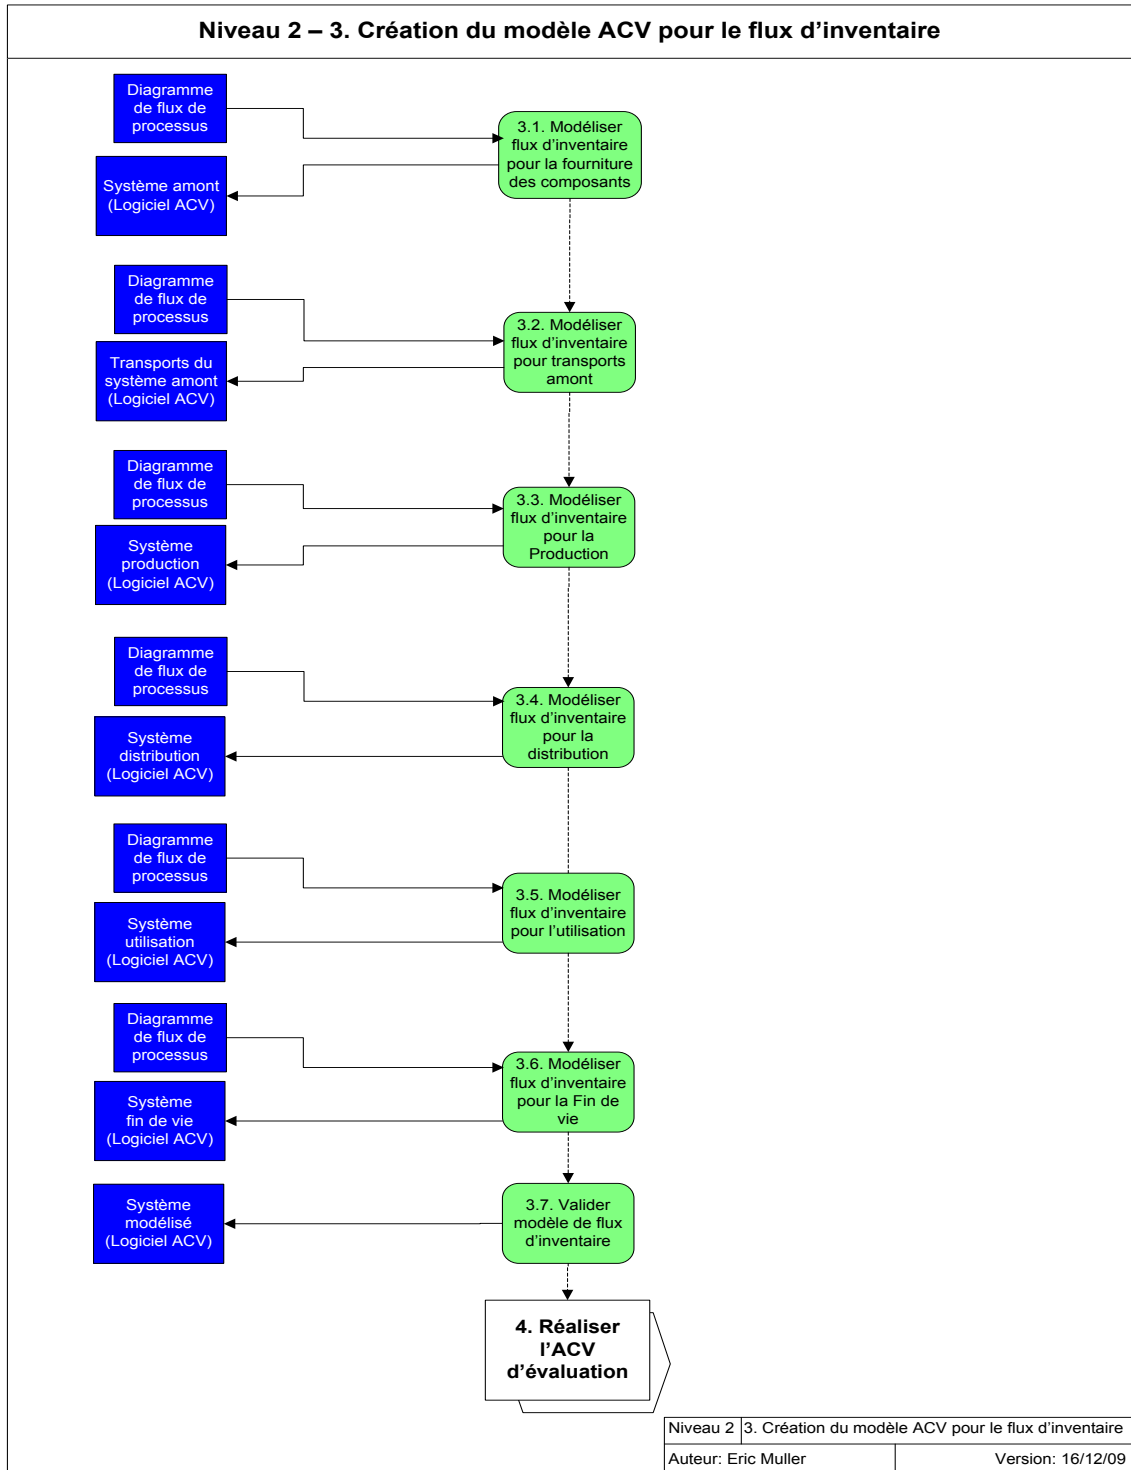 Niveau 2 – 3. Création du modèle ACV pour le flux d’inventaire
Diagramme
de flux de
processus
3.1. Modéliser
flux d’inventaire
pour la fourniture
des composants
Système amont
(Logiciel ACV)
Diagramme
de flux de
processus
3.2. Modéliser
flux d’inventaire
pour transports
amont
Transports du
système amont
(Logiciel ACV)
Diagramme
de flux de
processus
3.3. Modéliser
flux d’inventaire
pour la
Production
Système
production
(Logiciel ACV)
Diagramme
de flux de
processus
3.4. Modéliser
flux d’inventaire
pour la
distribution
Système
distribution
(Logiciel ACV)
Diagramme
de flux de
processus
3.5. Modéliser
flux d’inventaire
pour l’utilisation
Système
utilisation
(Logiciel ACV)
Diagramme
de flux de
processus
3.6. Modéliser
flux d’inventaire
pour la Fin de
vie
Système
fin de vie
(Logiciel ACV)
Système
modélisé
(Logiciel ACV)
3.7. Valider
modèle de flux
d’inventaire
4. Réaliser
l’ACV
d’évaluation
Niveau 2 3. Création du modèle ACV pour le flux d’inventaire
Auteur: Eric Muller Version: 16/12/09